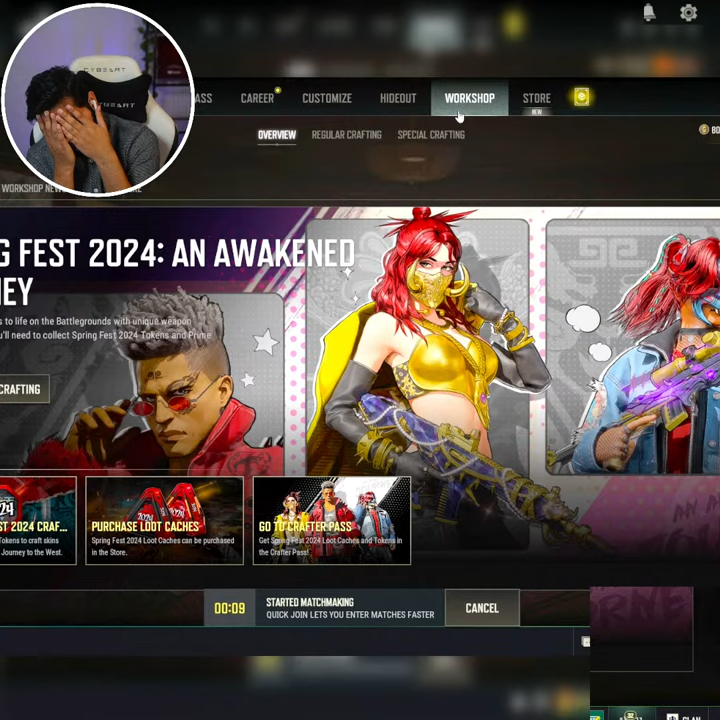 CYBEART
ASS CAREER CUSTOMIZE HIDEOUT WORKSHOP STORE
NEW
OVERVIEW REGULAR CRAFTING SPECIAL CRAFTING
WORKSHOP
G FEST 2024: AN AWAKENED
EY
s to life on the Battlegrounds with unique weapon
u'll need to collect Spring Fest 2024 Tokens and Prime
CRAFTING
ST 2024 CRAF...
Tokens to craft skins
Journey to the West.
PURCHASE LOOT CACHES
Spring Fest 2024 Loot Caches can be purchased
in the Store.
GO TO CRAFTER PASS
Get Spring Fest 2024 Loot Caches and Tokens in
the Crafter Pass!
00:09
STARTED MATCHMAKING
QUICK JOIN LETS YOU ENTER MATCHES FASTER
CANCEL
CLAN